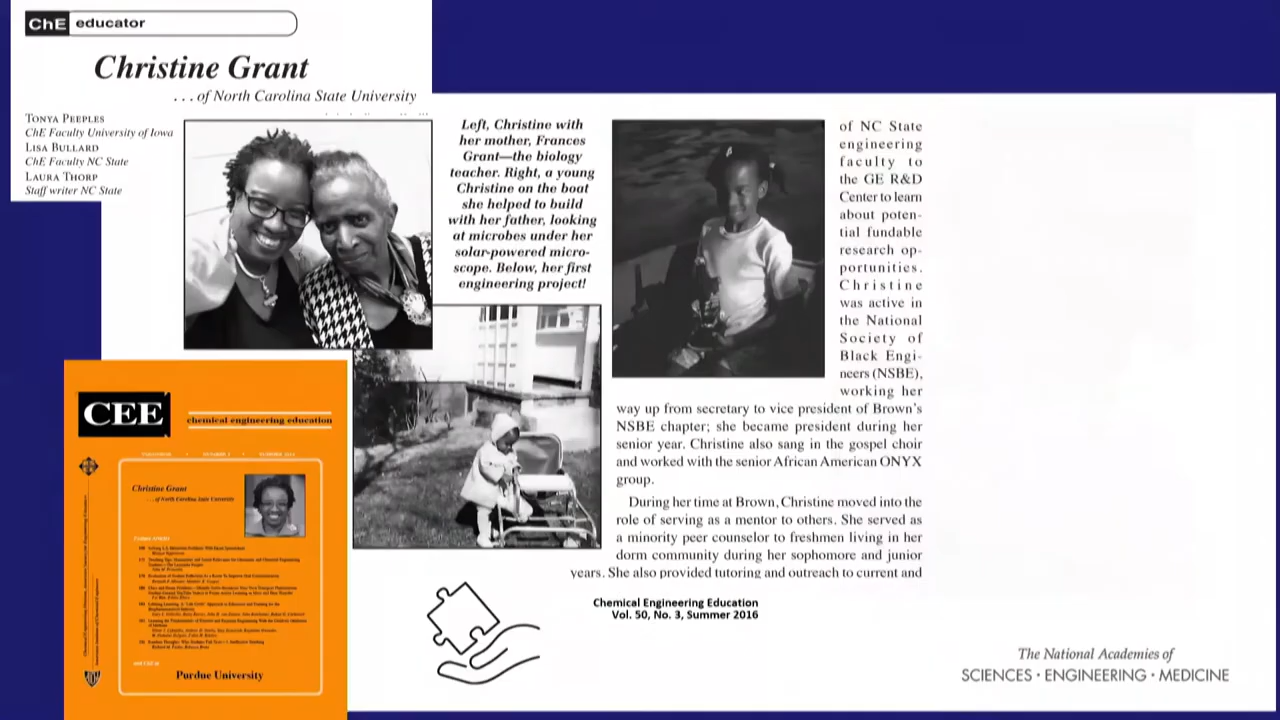 ChE educator
Christine Grant
. . . of North Carolina State University
TONYA PEEPLES
ChE Faculty University of Iowa
LISA BULLARD
ChE Faculty NC State
LAURA THORP
Staff writer NC State
Left, Christine with
her mother, Frances
Grant—the biology
teacher. Right, a young
Christine on the boat
she helped to build
with her father, looking
at microbes under her
solar-powered micro-
scope. Below, her first
engineering project!
of NC State
engineering
faculty to
the GE R&D
Center to learn
about poten-
tial fundable
research op-
portunities.
Christine
was active in
the National
Society of
Black Engi-
neers (NSBE),
working her
way up from secretary to vice president of Brown's
NSBE chapter; she became president during her
senior year. Christine also sang in the gospel choir
and worked with the senior African American ONYX
group.
During her time at Brown, Christine moved into the
role of serving as a mentor to others. She served as
a minority peer counselor to freshmen living in her
dorm community during her sophomore and junior
years. She also provided tutoring and outreach on event and
CEE
chemical engineering education
Christine Grant
. . . of North Carolina State University
Purdue University
Chemical Engineering Education
Vol. 50, No. 3, Summer 2016
The National Academies of
SCIENCES · ENGINEERING · MEDICINE